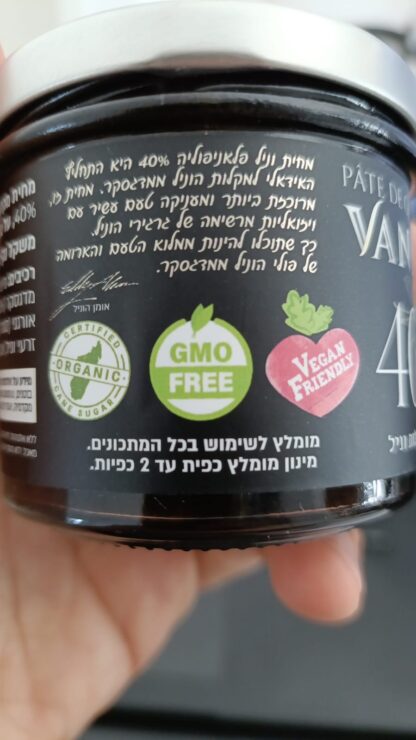 מחית וניל פלאניפוליה 40% היא התחליף
האידאלי למקלות הוניל ממדגסקר. מחית זו,
מרוכזת ביותר ומעניקה טעם עשיר עם
ויזואליות מרשימה של גרגירי הוניל.
כך שתוכלו להינות ממלוא הטעם והארומה
של פולי הוניל ממדגסקר.
אומן הוניל
CERTIFIED
ORGANIC
CANE SUGAR
GMO
FREE
VEGAN
FRIENDLY
מומלץ לשימוש בכל המתכונים.
מינון מומלץ כפית עד 2 כפיות.
PÂTE DE
VAN
40